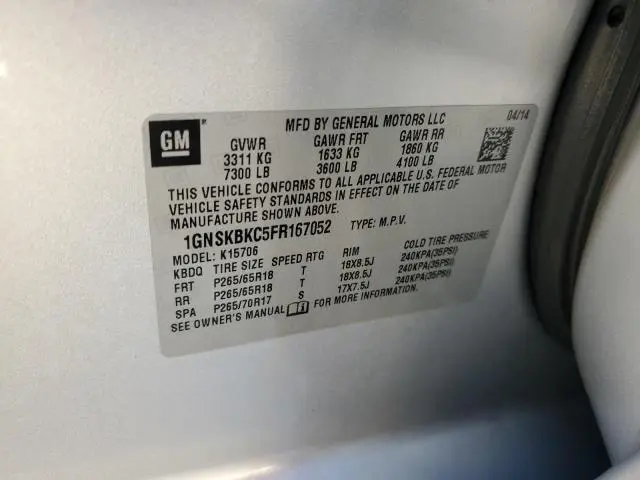 GM
MFD BY GENERAL MOTORS LLC 04/14
GVWR GAWR FRT GAWR RR
3311 KG 1633 KG 1860 KG
7300 LB 3600 LB 4100 LB
THIS VEHICLE CONFORMS TO ALL APPLICABLE U.S. FEDERAL MOTOR
VEHICLE SAFETY STANDARDS IN EFFECT ON THE DATE OF
MANUFACTURE SHOWN ABOVE.
1GNSKBKC5FR167052 TYPE: M.P.V.
MODEL: K15706
KBDQ TIRE SIZE SPEED RTG RIM COLD TIRE PRESSURE
FRT P265/65R18 T 18X8.5J 240KPA(35PSI)
RR P265/65R18 T 18X8.5J 240KPA(35PSI)
SPA P265/70R17 S 17X7.5J 240KPA(35PSI)
SEE OWNER'S MANUAL FOR MORE INFORMATION.